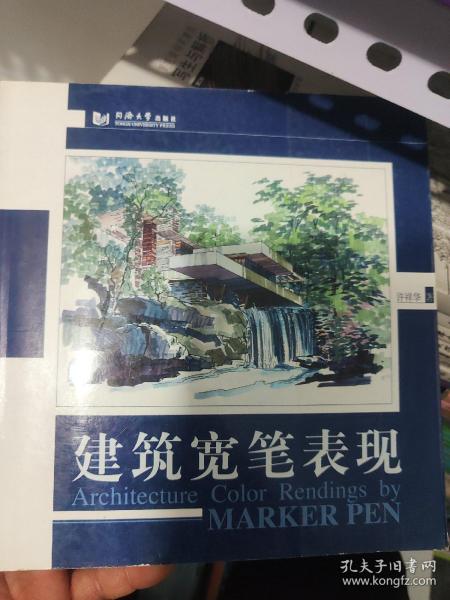 同济大学出版社
TONGJI UNIVERSITY PRESS
许祥华 著
建筑宽笔表现
Architecture Color Rendings by
MARKER PEN
孔夫子旧书网
www.kongfz.com